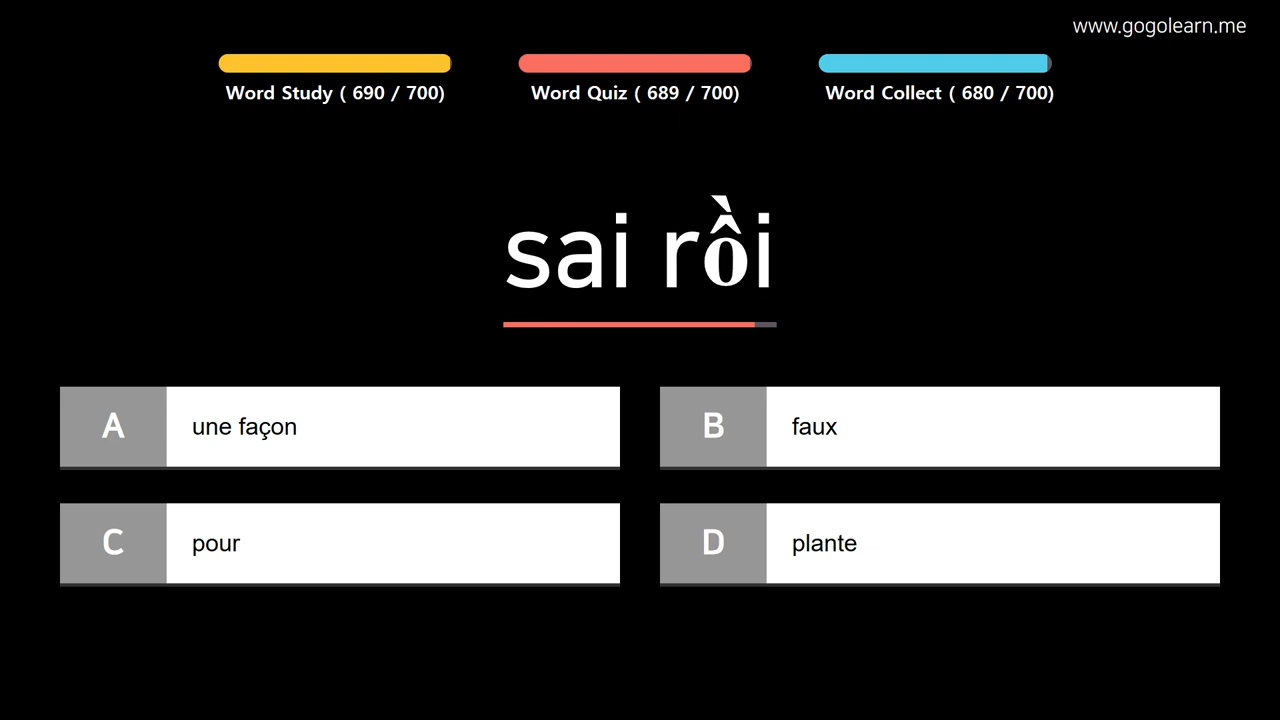 www.gogolearn.me
Word Study ( 690 / 700)
Word Quiz ( 689 / 700)
Word Collect ( 680 / 700)
sai rồi
A une façon
B faux
C pour
D plante